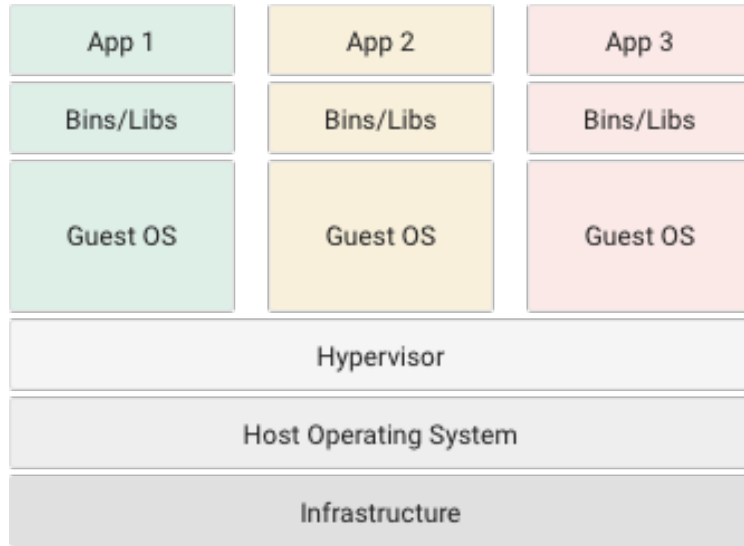 App 1
App 2
App 3
Bins/Libs
Bins/Libs
Bins/Libs
Guest OS
Guest OS
Guest OS
Hypervisor
Host Operating System
Infrastructure